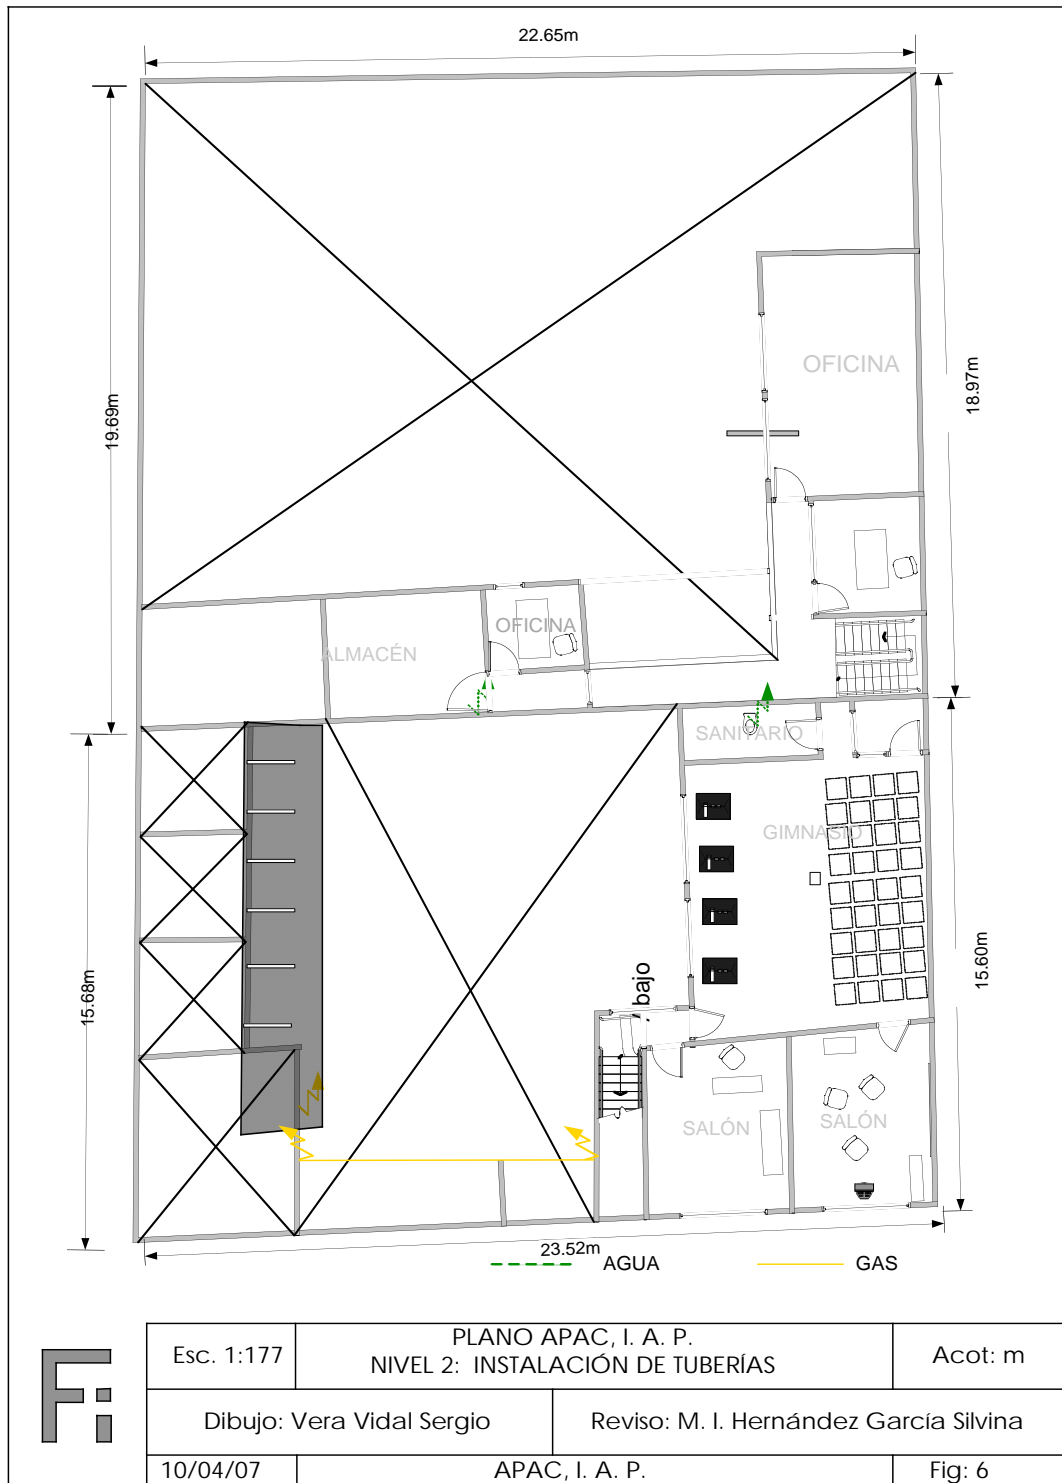 22.65m
19.69m
18.97m
OFICINA
OFICINA
ALMACÉN
SANITARIO
GIMNASIO
bajo
15.68m
15.60m
SALÓN
SALÓN
23.52m
AGUA
GAS
Fi
Esc. 1:177
PLANO APAC, I. A. P.
NIVEL 2: INSTALACIÓN DE TUBERÍAS
Acot: m
Dibujo: Vera Vidal Sergio
Reviso: M. I. Hernández García Silvina
10/04/07
APAC, I. A. P.
Fig: 6